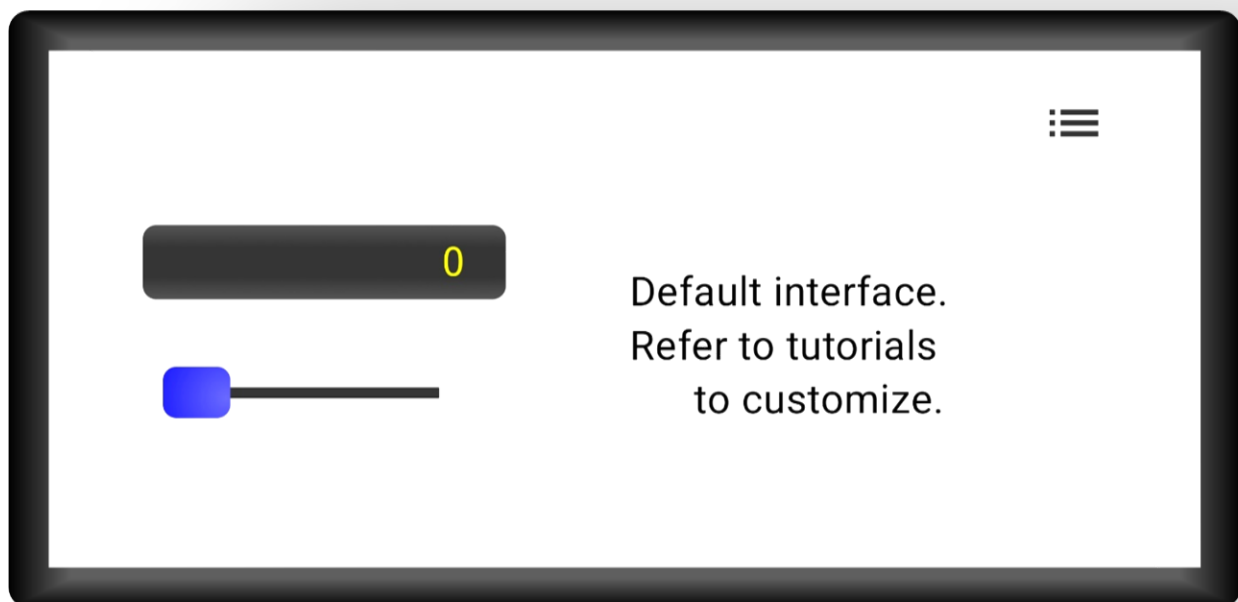 0
Default interface.
Refer to tutorials
to customize.